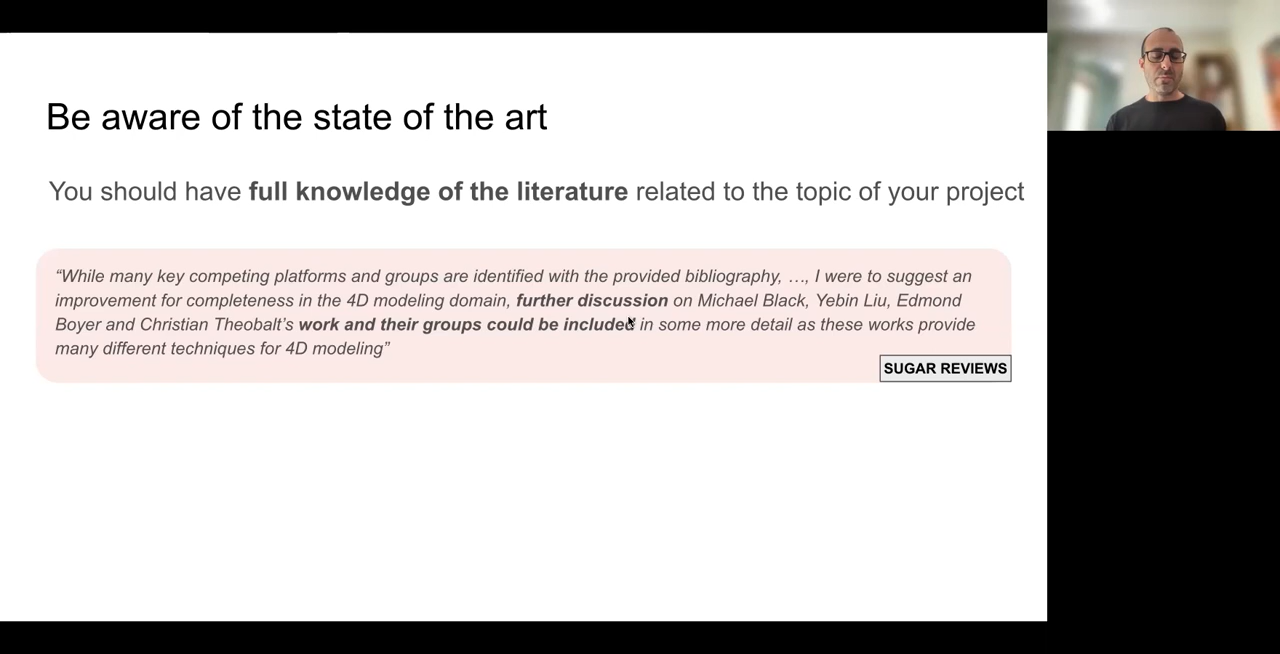 Be aware of the state of the art
You should have full knowledge of the literature related to the topic of your project
“While many key competing platforms and groups are identified with the provided bibliography, …, I were to suggest an
improvement for completeness in the 4D modeling domain, further discussion on Michael Black, Yebin Liu, Edmond
Boyer and Christian Theobalt’s work and their groups could be included in some more detail as these works provide
many different techniques for 4D modeling”
SUGAR REVIEWS